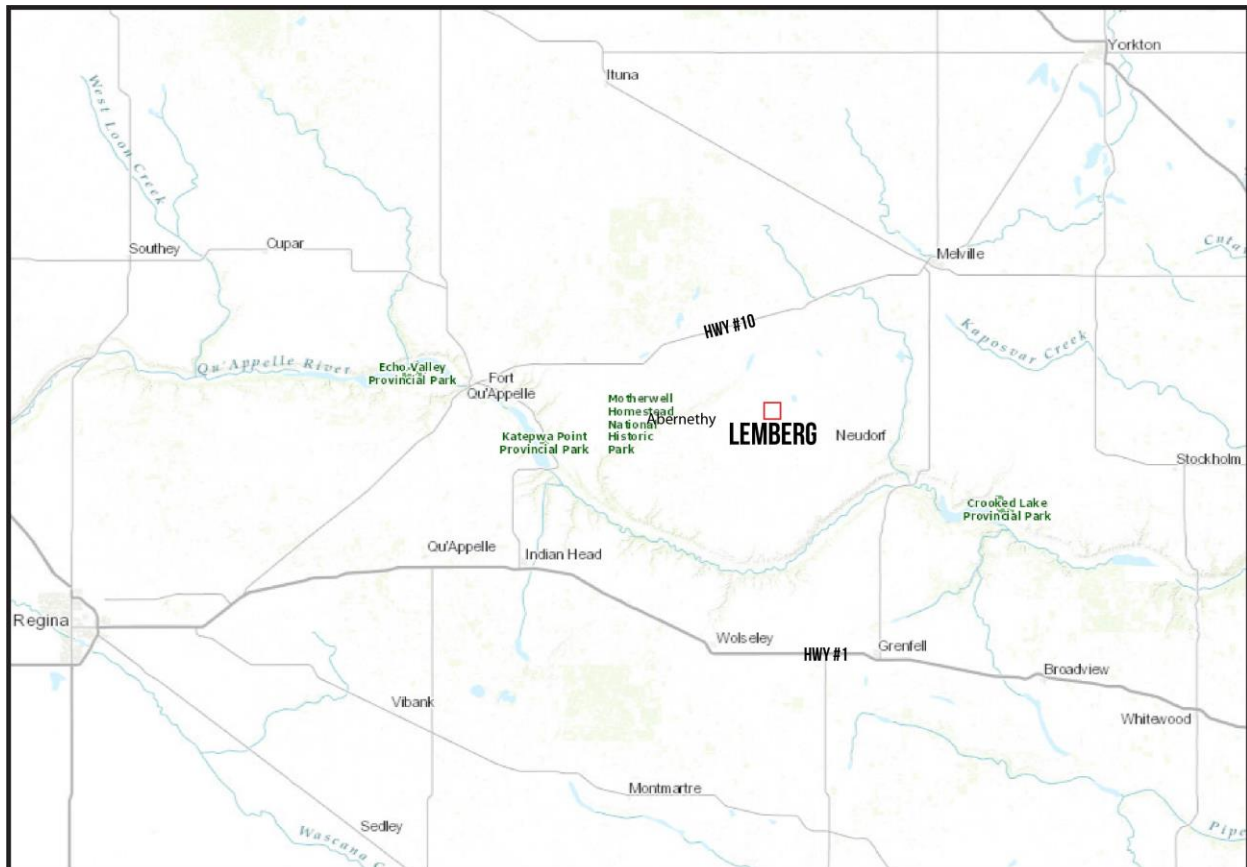 Yorkton
Ituna
West Loon Creek
Southey
Cupar
Melville
HWY #10
Kaposvar Creek
Qu'Appelle River
Echo Valley
Provincial Park
Fort
Qu'Appelle
Motherwell
Homestead
National
Historic
Park
Abernethy
LEMBERG
Neudorf
Katepwa Point
Provincial Park
Stockholm
Crooked Lake
Provincial Park
Qu'Appelle
Indian Head
Regina
Wolseley
HWY #1
Grenfell
Broadview
Vibank
Whitewood
Montmartre
Sedley
Wascana C
Pipe